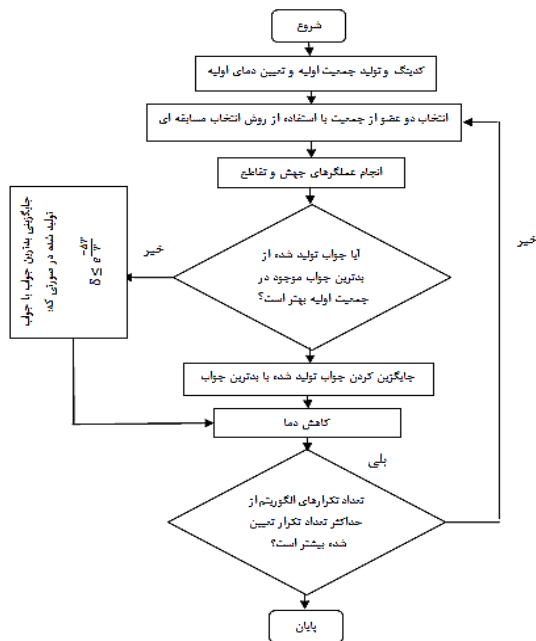 شروع
کدینگ و تولید جمعیت اولیه و تعیین دمای اولیه
انتخاب دو عضو از جمعیت با استفاده از روش انتخاب مسابقه ای
انجام عملگرهای جهش و تقاطع
آیا جواب تولید شده از
بدترین جواب موجود در
جمعیت اولیه بهتر است؟
خیر
جایگزینی بدترین جواب با جواب
تولید شده در صورتی که:
δ ≤ e^(-ΔF/T)
جایگزین کردن جواب تولید شده با بدترین جواب
کاهش دما
بلی
تعداد تکرارهای الگوریتم از
حداکثر تعداد تکرار تعیین
شده بیشتر است؟
خیر
پایان